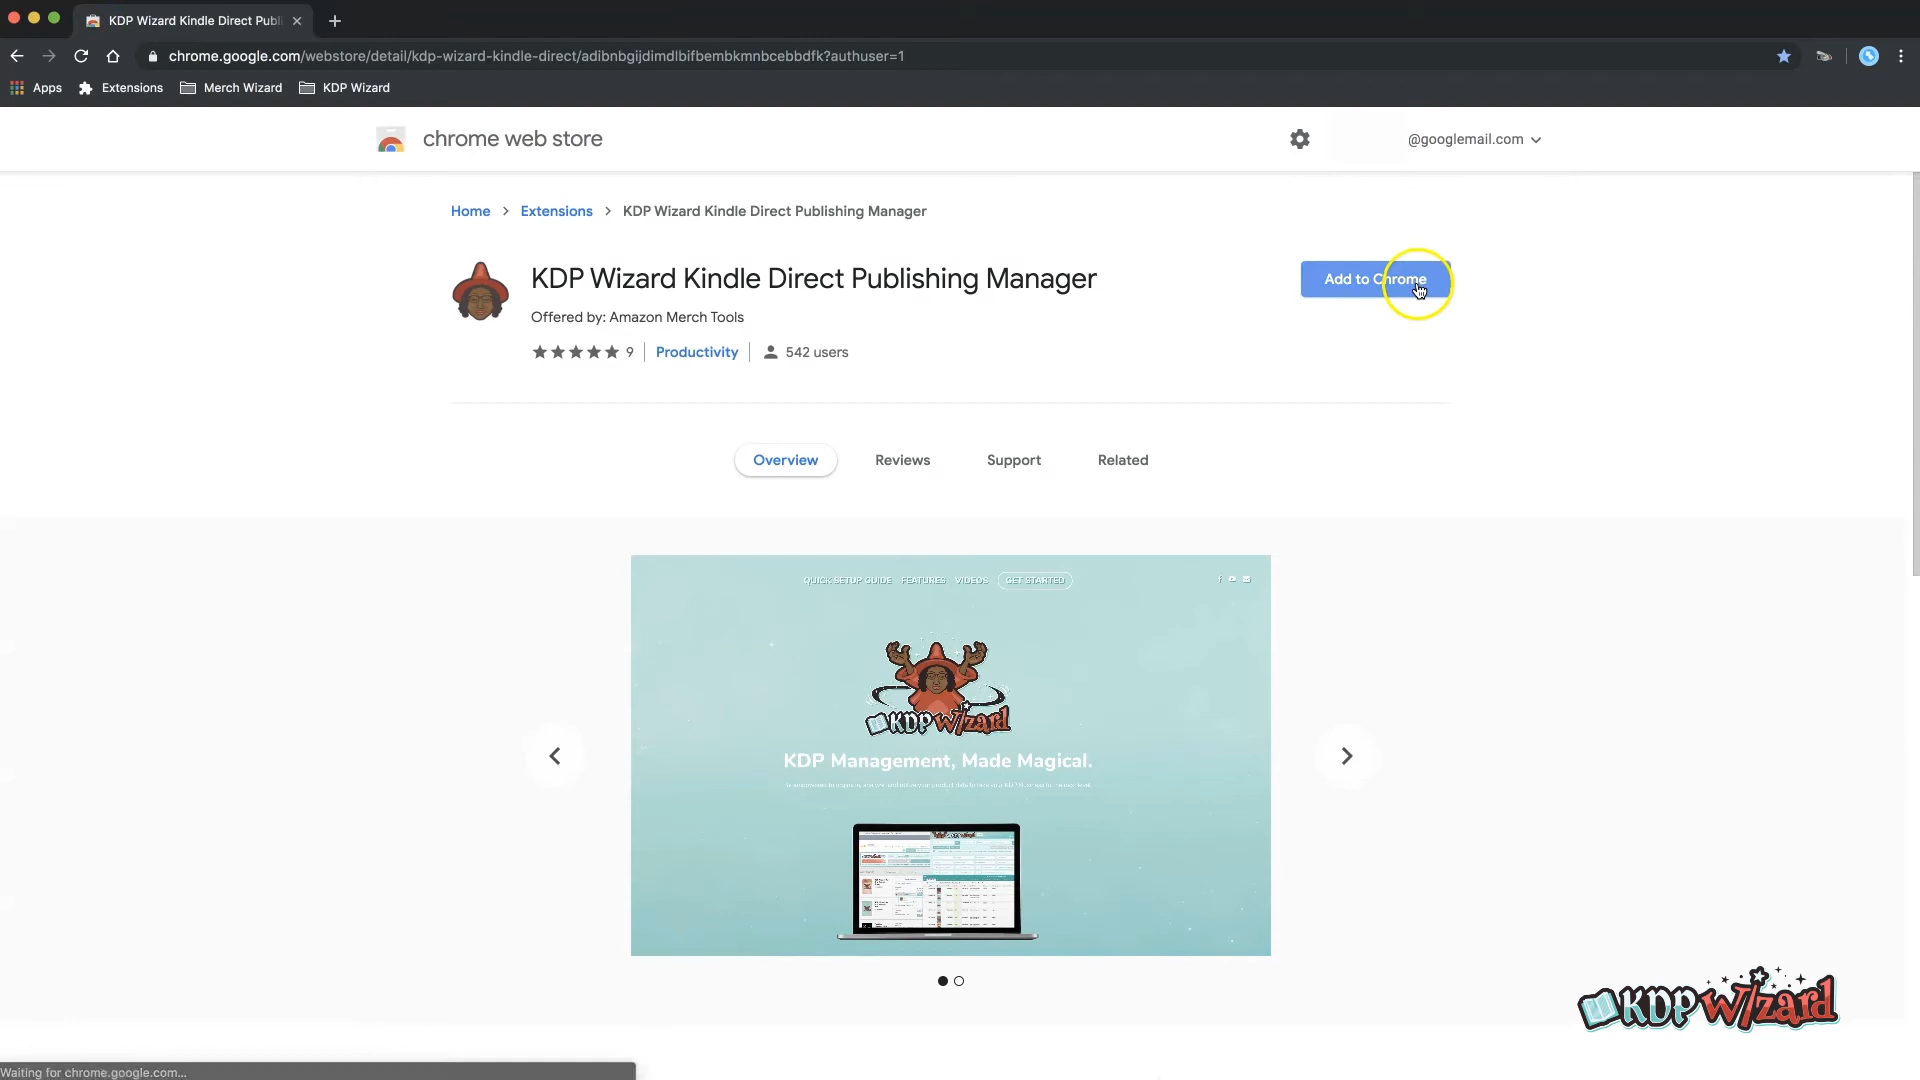 KDP Wizard Kindle Direct Publi
chrome.google.com/webstore/detail/kdp-wizard-kindle-direct/adibnbgijdimdlbifbembkmnbcebbdfk?authuser=1
Apps Extensions Merch Wizard KDP Wizard
chrome web store
@googlemail.com
Home > Extensions > KDP Wizard Kindle Direct Publishing Manager
KDP Wizard Kindle Direct Publishing Manager
Add to Chrome
Offered by: Amazon Merch Tools
9 Productivity 542 users
Overview Reviews Support Related
QUICK SETUP GUIDE FEATURES VIDEOS GET STARTED
KDP Wizard
KDP Management, Made Magical.
KDP Wizard
Waiting for chrome.google.com...